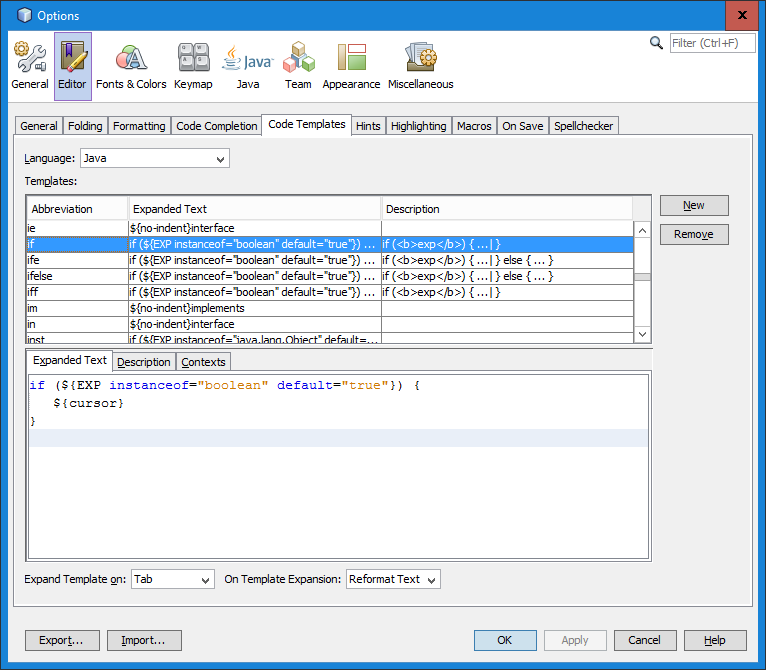 Options
Filter (Ctrl+F)
General Editor Fonts & Colors Keymap Java Team Appearance Miscellaneous
Java
General Folding Formatting Code Completion Code Templates Hints Highlighting Macros On Save Spellchecker
Language: Java
Templates:
Abbreviation Expanded Text Description
ie ${no-indent}interface
if if (${EXP instanceof="boolean" default="true"}) ... if (<b>exp</b>) { ...| }
ife if (${EXP instanceof="boolean" default="true"}) ... if (<b>exp</b>) { ...| } else { ... }
ifelse if (${EXP instanceof="boolean" default="true"}) ... if (<b>exp</b>) { ...| } else { ... }
iff if (${EXP instanceof="boolean" default="true"}) ... if (<b>exp</b>) { ...| }
im ${no-indent}implements
in ${no-indent}interface
inst if (${EXP instanceof="java.lang.Object" default=...
New
Remove
Expanded Text Description Contexts
if (${EXP instanceof="boolean" default="true"}) {
${cursor}
}
Expand Template on: Tab On Template Expansion: Reformat Text
Export... Import... OK Apply Cancel Help